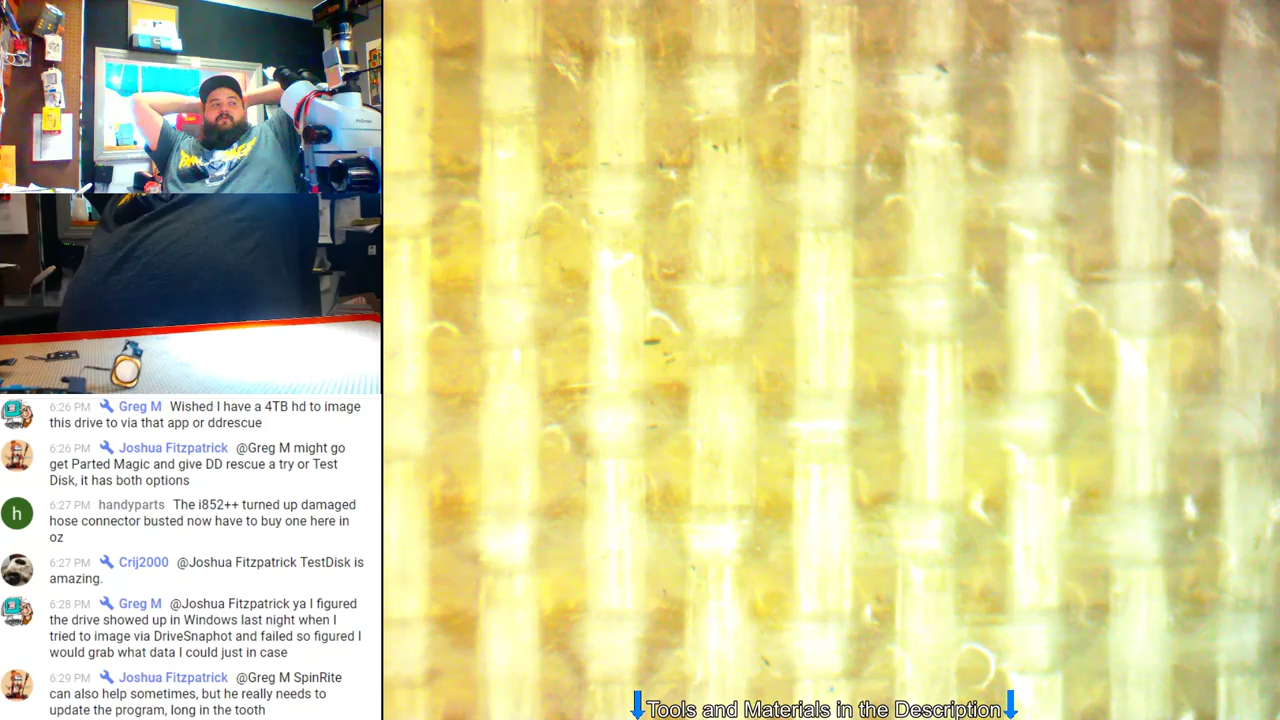 6:26 PM Greg M Wished I have a 4TB hd to image
this drive to via that app or ddrescue
6:26 PM Joshua Fitzpatrick @Greg M might go
get Parted Magic and give DD rescue a try or Test
Disk, it has both options
h
6:27 PM handyparts The i852++ turned up damaged
hose connector busted now have to buy one here in
oz
6:27 PM Crij2000 @Joshua Fitzpatrick TestDisk is
amazing.
6:28 PM Greg M @Joshua Fitzpatrick ya I figured
the drive showed up in Windows last night when I
tried to image via DriveSnaphot and failed so figured I
would grab what data I could just in case
6:29 PM Joshua Fitzpatrick @Greg M SpinRite
can also help sometimes, but he really needs to
update the program, long in the tooth
Tools and Materials in the Description